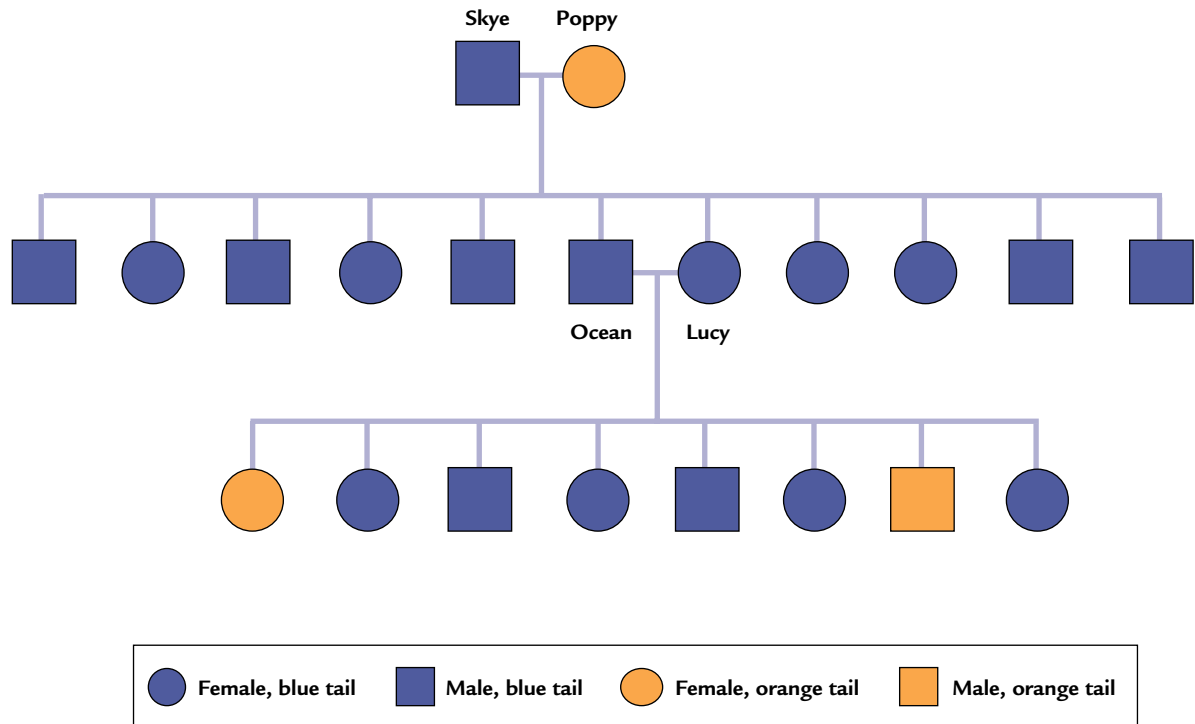 Skye Poppy
Ocean Lucy
Female, blue tail Male, blue tail Female, orange tail Male, orange tail